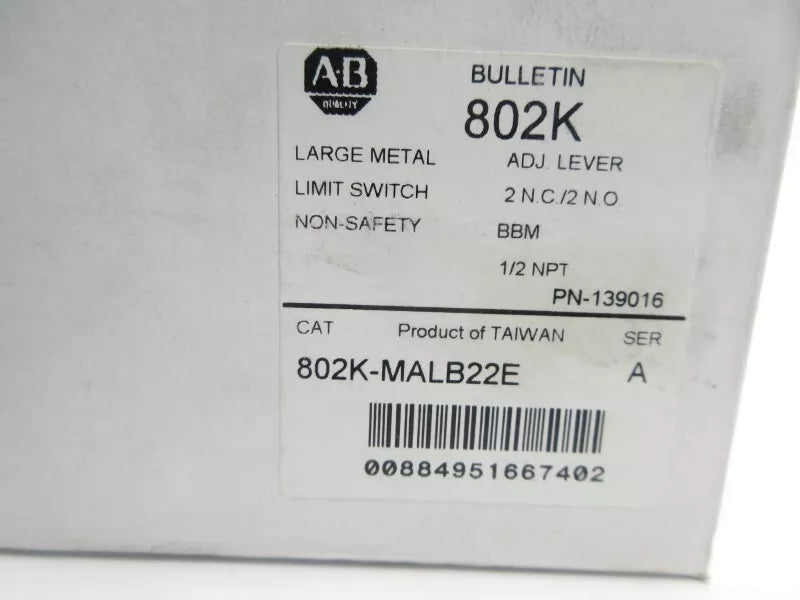 A-B
QUALITY
BULLETIN
802K
LARGE METAL ADJ. LEVER
LIMIT SWITCH 2 N.C./2 N.O
NON-SAFETY BBM
1/2 NPT
PN-139016
CAT Product of TAIWAN SER
802K-MALB22E A
00884951667402